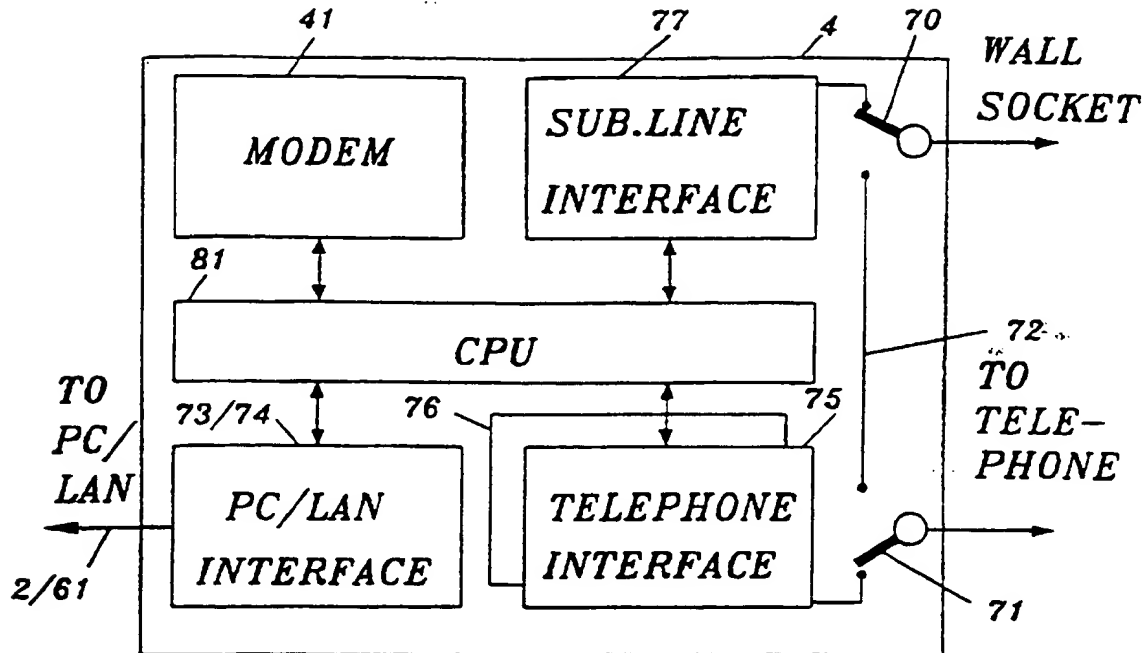 41
77
4
70
WALL
SOCKET
MODEM
SUB.LINE
INTERFACE
81
CPU
72
TO
PC/
LAN
73/74
76
75
TO
TELE-
PHONE
PC/LAN
INTERFACE
TELEPHONE
INTERFACE
2/61
71